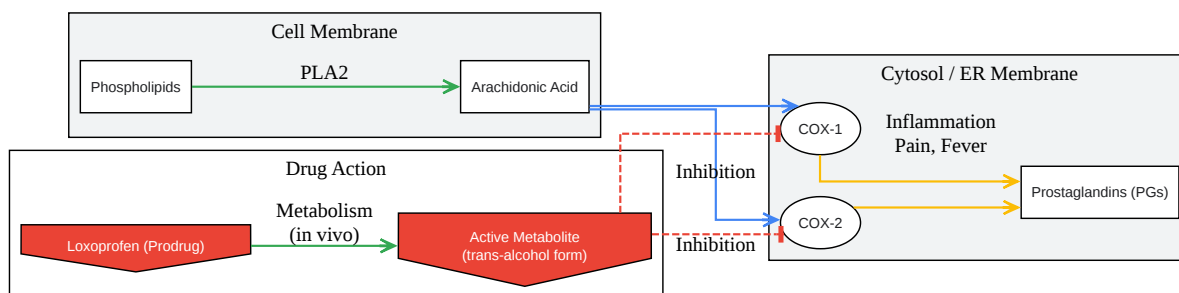 Cell Membrane
PLA2
Phospholipids
Arachidonic Acid
Cytosol / ER Membrane
COX-1
Inflammation
Pain, Fever
Prostaglandins (PGs)
COX-2
Inhibition
Inhibition
Drug Action
Metabolism
(in vivo)
Loxoprofen (Prodrug)
Active Metabolite
(trans-alcohol form)